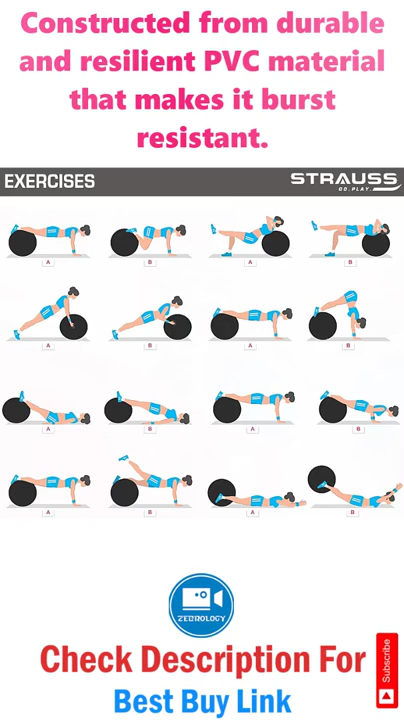 Constructed from durable
and resilient PVC material
that makes it burst
resistant.
EXERCISES
STRAUSS
GO.PLAY.
A B A B
A B A B
A B A B
A B A B
ZEBROLOGY
Check Description For
Best Buy Link
Subscribe